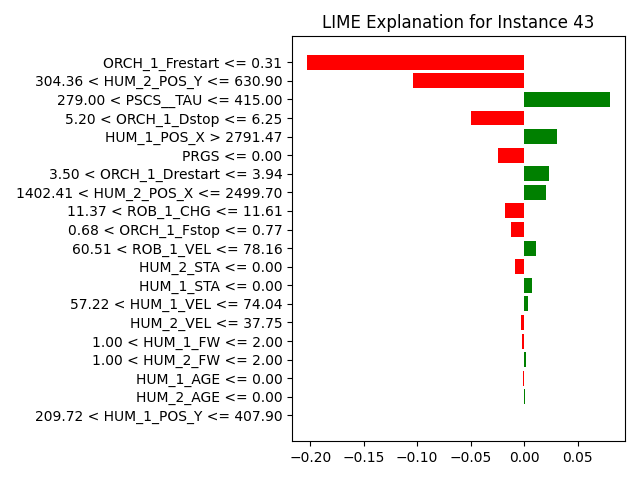 LIME Explanation for Instance 43
ORCH_1_Frestart <= 0.31
304.36 < HUM_2_POS_Y <= 630.90
279.00 < PSCS__TAU <= 415.00
5.20 < ORCH_1_Dstop <= 6.25
HUM_1_POS_X > 2791.47
PRGS <= 0.00
3.50 < ORCH_1_Drestart <= 3.94
1402.41 < HUM_2_POS_X <= 2499.70
11.37 < ROB_1_CHG <= 11.61
0.68 < ORCH_1_Fstop <= 0.77
60.51 < ROB_1_VEL <= 78.16
HUM_2_STA <= 0.00
HUM_1_STA <= 0.00
57.22 < HUM_1_VEL <= 74.04
HUM_2_VEL <= 37.75
1.00 < HUM_1_FW <= 2.00
1.00 < HUM_2_FW <= 2.00
HUM_1_AGE <= 0.00
HUM_2_AGE <= 0.00
209.72 < HUM_1_POS_Y <= 407.90
−0.20 −0.15 −0.10 −0.05 0.00 0.05